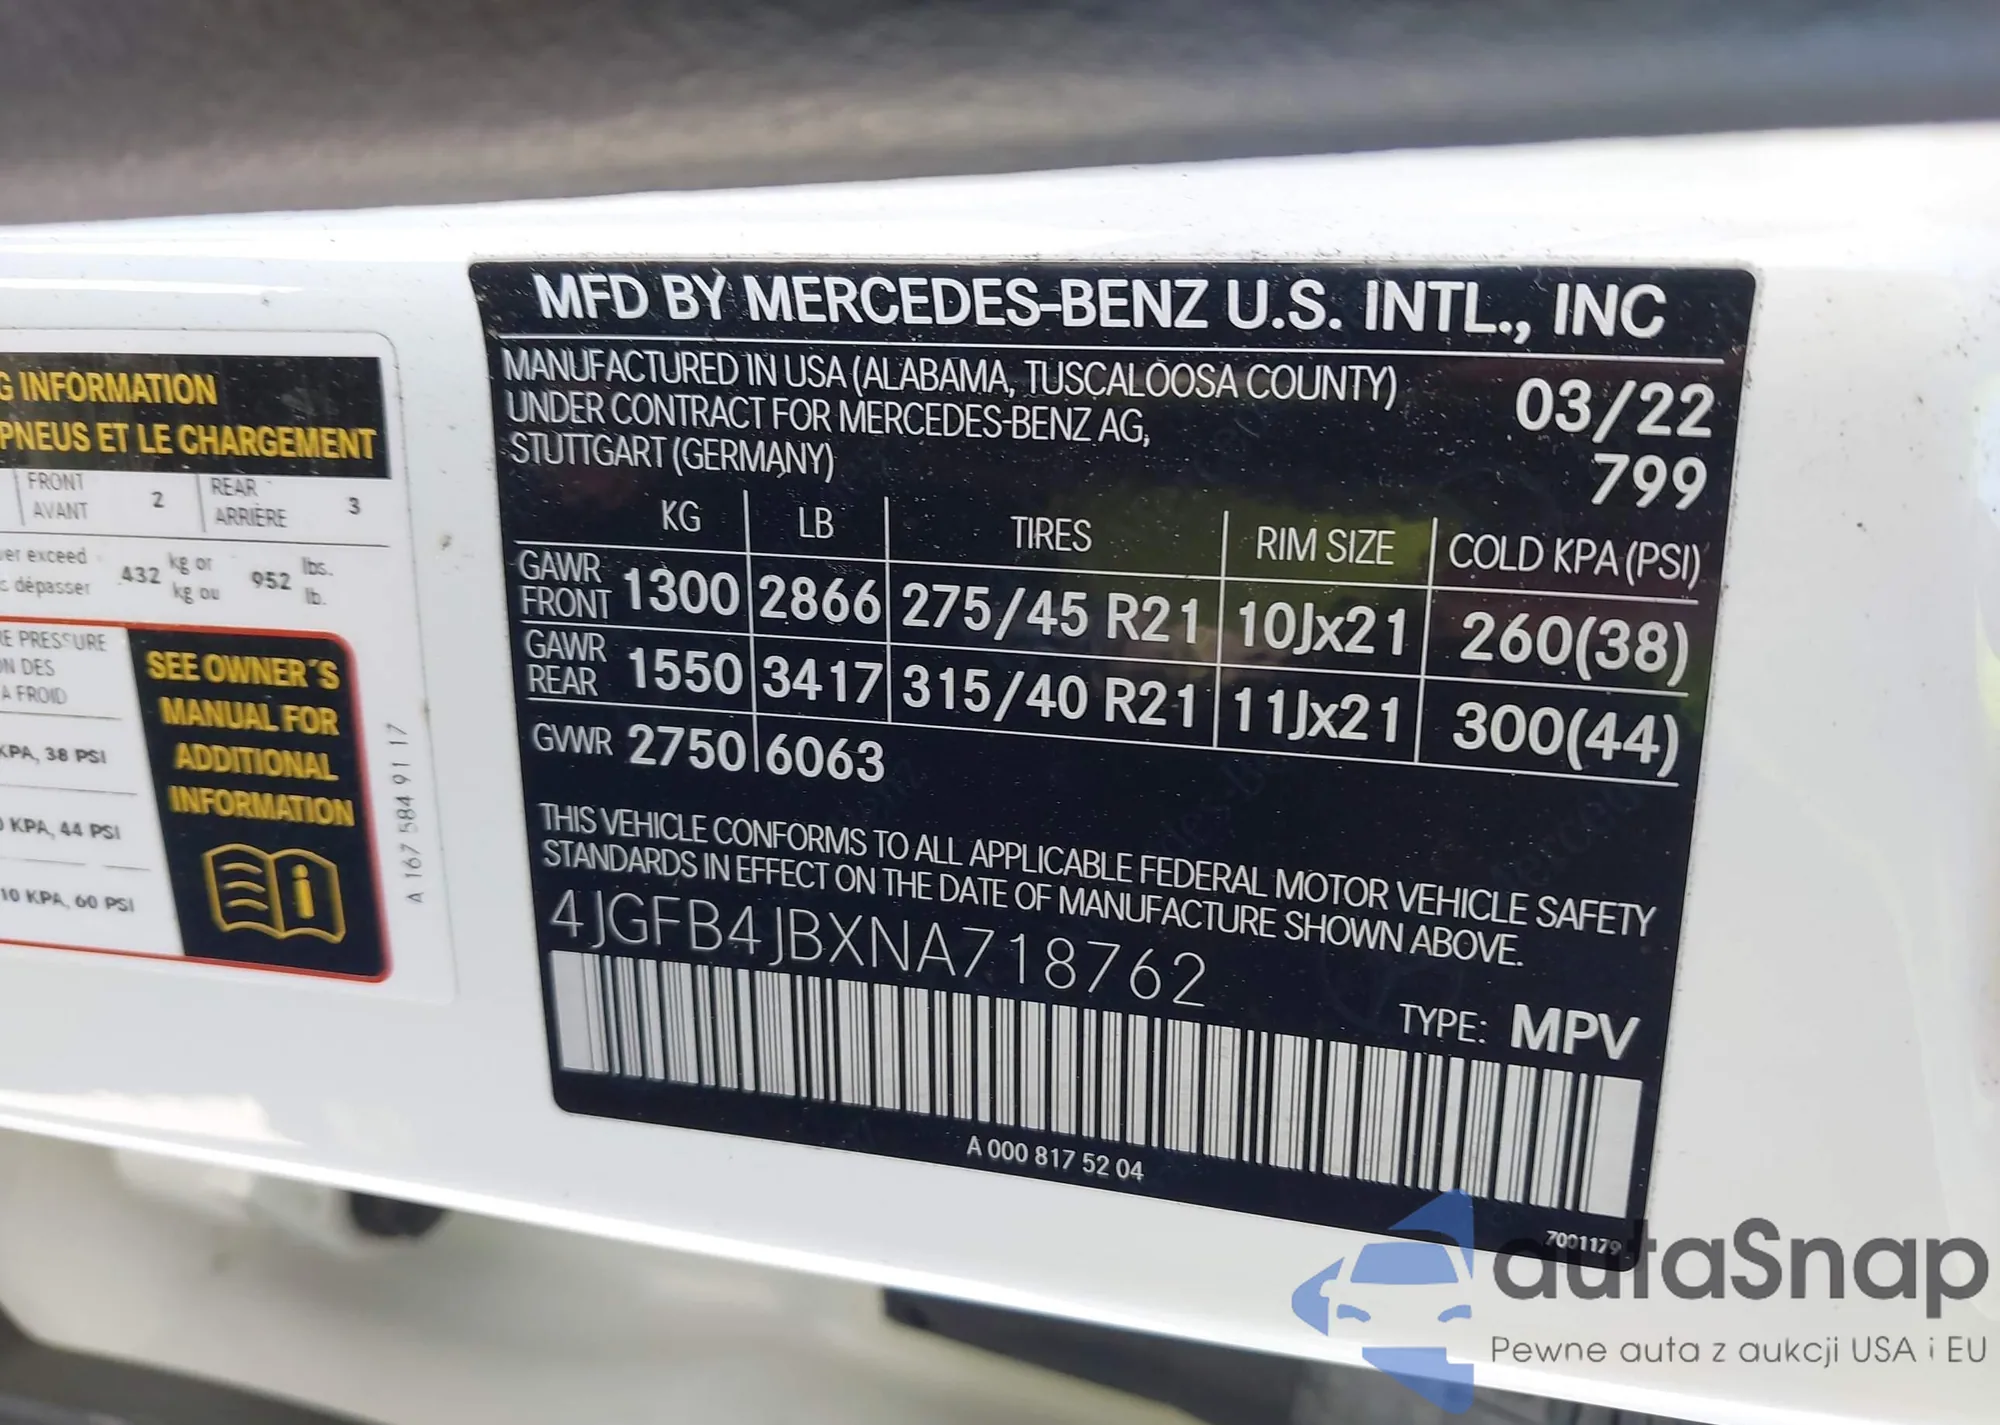 MFD BY MERCEDES-BENZ U.S. INTL., INC
MANUFACTURED IN USA (ALABAMA, TUSCALOOSA COUNTY)
UNDER CONTRACT FOR MERCEDES-BENZ AG,
STUTTGART (GERMANY)
03/22
799
KG LB TIRES RIM SIZE COLD KPA (PSI)
GAWR FRONT 1300 2866 275/45 R21 10Jx21 260(38)
GAWR REAR 1550 3417 315/40 R21 11Jx21 300(44)
GVWR 2750 6063
THIS VEHICLE CONFORMS TO ALL APPLICABLE FEDERAL MOTOR VEHICLE SAFETY
STANDARDS IN EFFECT ON THE DATE OF MANUFACTURE SHOWN ABOVE.
4JGFB4JBXNA718762
TYPE: MPV
A 000 817 52 04
7001179
INFORMATION
PNEUS ET LE CHARGEMENT
FRONT 2 REAR 3
AVANT ARRIÈRE
exceed 432 kg or 952 lbs.
dépasser kg ou lb.
PRESSURE
DES
A FROID
KPA, 38 PSI
KPA, 44 PSI
10 KPA, 60 PSI
SEE OWNER´S
MANUAL FOR
ADDITIONAL
INFORMATION
i
A 167 584 91 17
autaSnap
Pewne auta z aukcji USA i EU